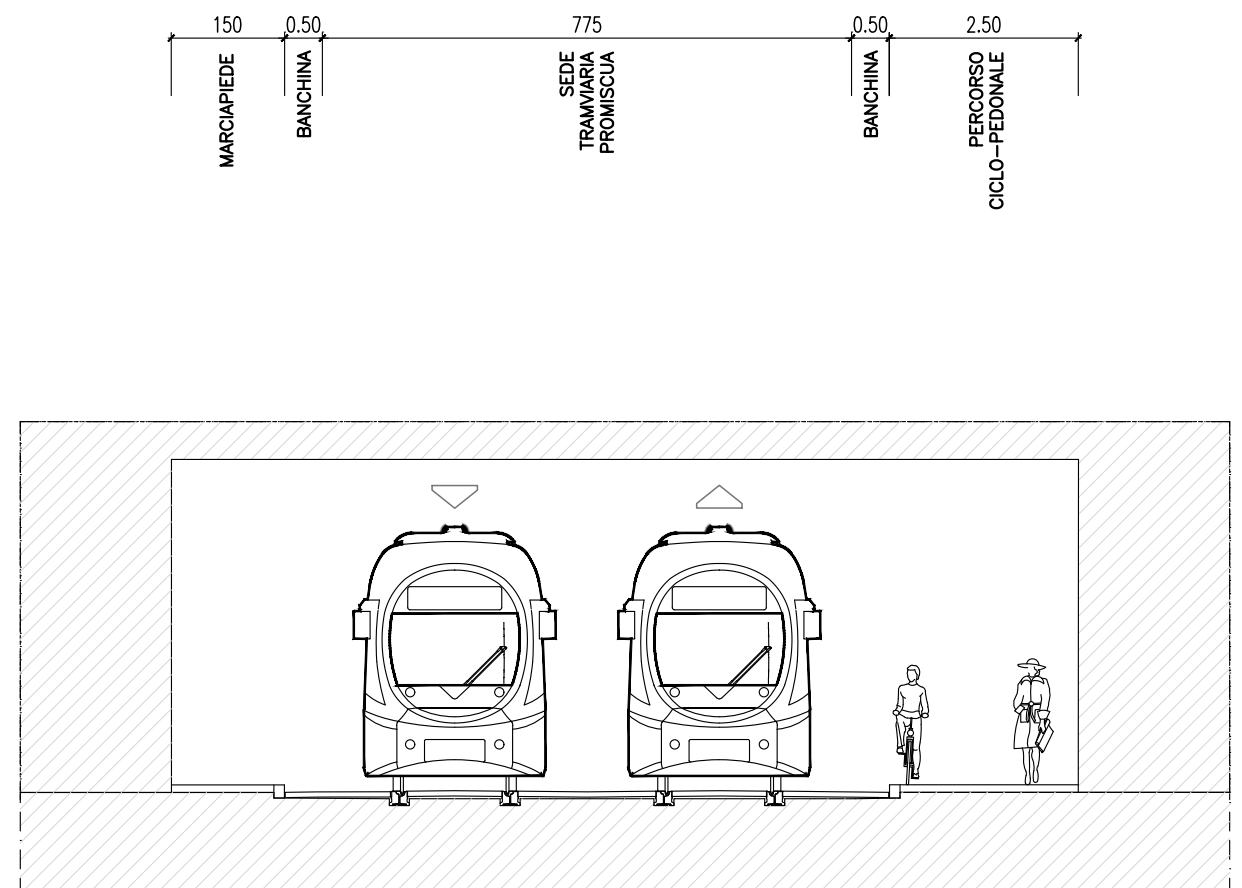 150
0.50
775
0.50
2.50
MARCIAPIEDE
BANCHINA
SEDE
TRAMVIARIA
PROMISCUA
BANCHINA
PERCORSO
CICLO-PEDONALE